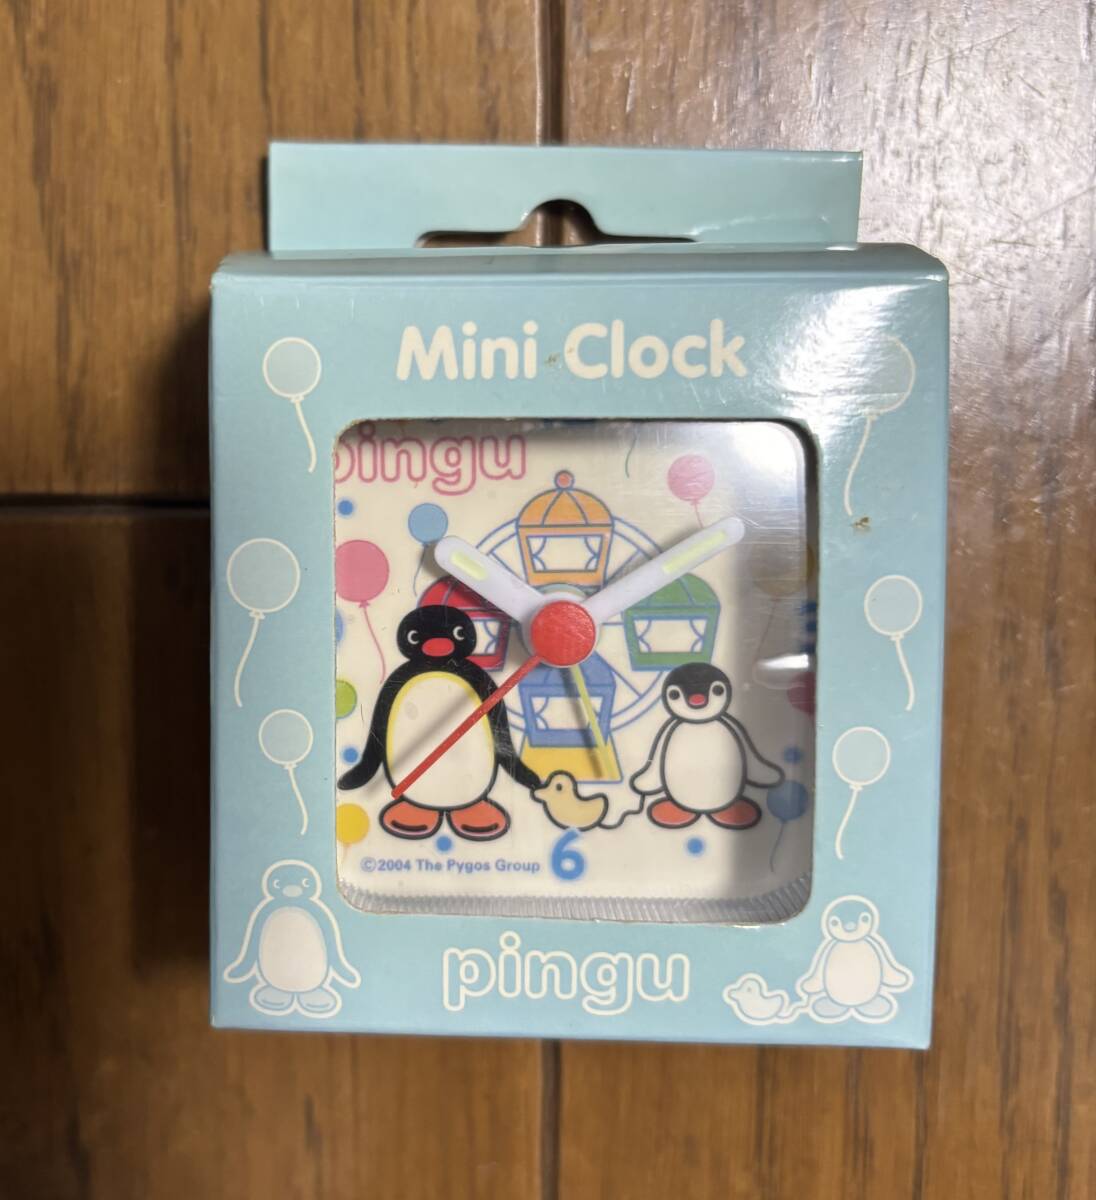 Mini Clock
pingu
©2004 The Pygos Group
6
pingu